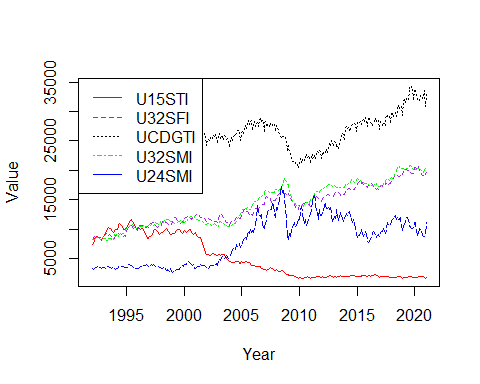 U15STI
U32SFI
UCDGTI
U32SMI
U24SMI
Value
5000
15000
25000
35000
1995
2000
2005
2010
2015
2020
Year